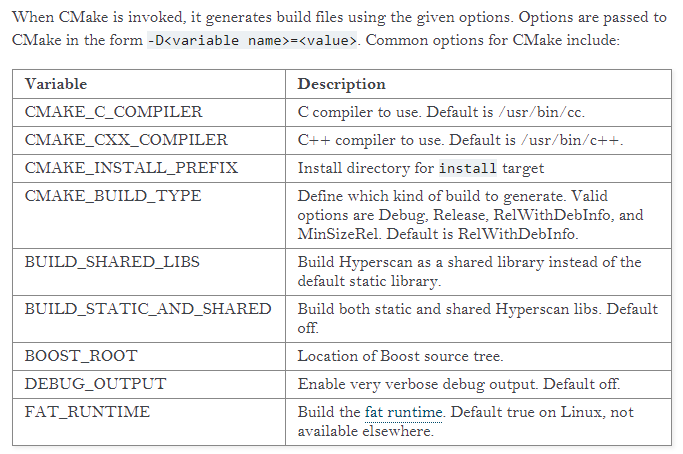 When CMake is invoked, it generates build files using the given options. Options are passed to
CMake in the form -D<variable name>=<value>. Common options for CMake include:
Variable Description
CMAKE_C_COMPILER C compiler to use. Default is /usr/bin/cc.
CMAKE_CXX_COMPILER C++ compiler to use. Default is /usr/bin/c++.
CMAKE_INSTALL_PREFIX Install directory for install target
CMAKE_BUILD_TYPE Define which kind of build to generate. Valid
options are Debug, Release, RelWithDebInfo, and
MinSizeRel. Default is RelWithDebInfo.
BUILD_SHARED_LIBS Build Hyperscan as a shared library instead of the
default static library.
BUILD_STATIC_AND_SHARED Build both static and shared Hyperscan libs. Default
off.
BOOST_ROOT Location of Boost source tree.
DEBUG_OUTPUT Enable very verbose debug output. Default off.
FAT_RUNTIME Build the fat runtime. Default true on Linux, not
available elsewhere.